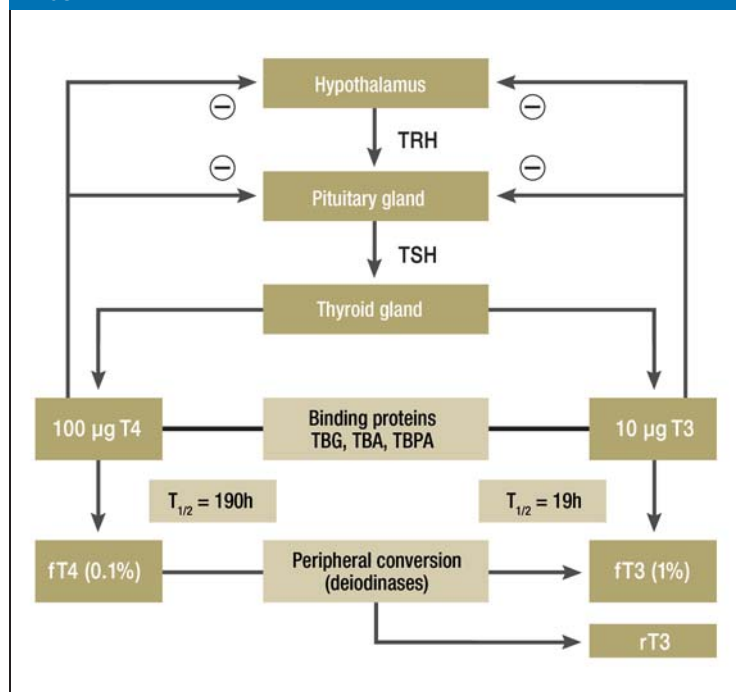 Hypothalamus
TRH
Pituitary gland
TSH
Thyroid gland
100 µg T4
Binding proteins
TBG, TBA, TBPA
10 µg T3
T1/2 = 190h
T1/2 = 19h
fT4 (0.1%)
Peripheral conversion
(deiodinases)
fT3 (1%)
rT3